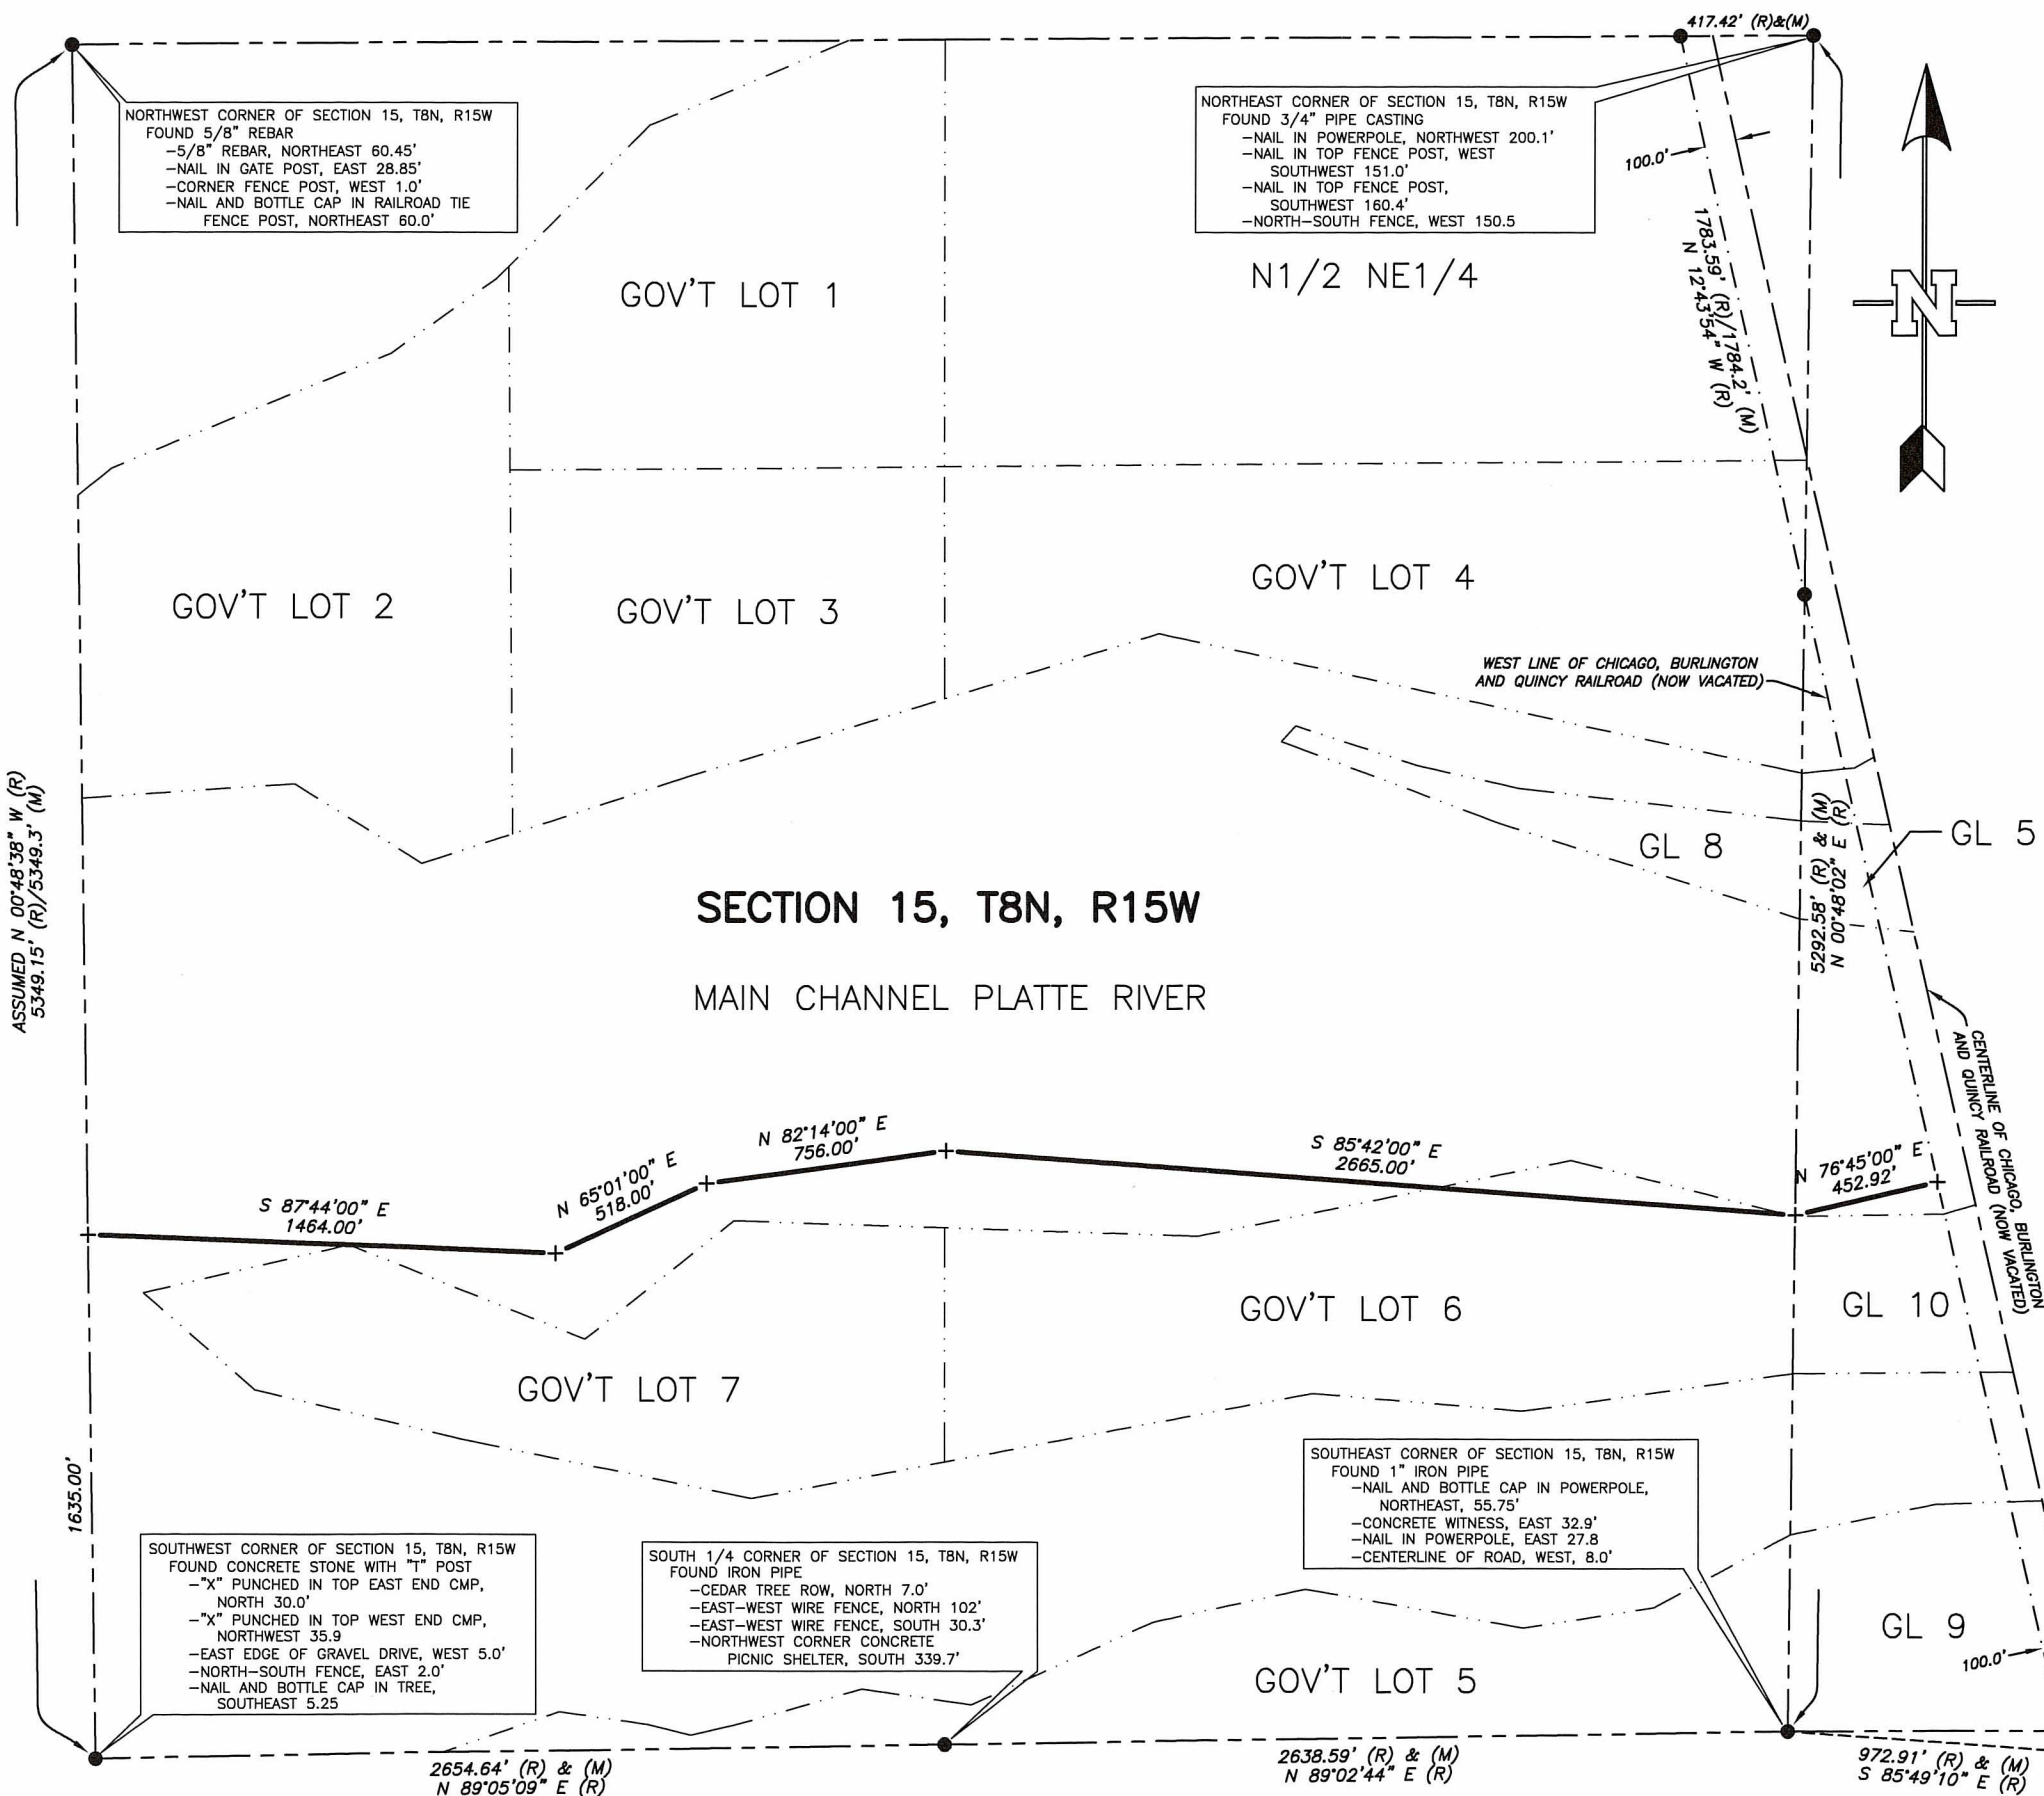 417.42' (R)&(M)
NORTHWEST CORNER OF SECTION 15, T8N, R15W
FOUND 5/8" REBAR
-5/8" REBAR, NORTHEAST 60.45'
-NAIL IN GATE POST, EAST 28.85'
-CORNER FENCE POST, WEST 1.0'
-NAIL AND BOTTLE CAP IN RAILROAD TIE
FENCE POST, NORTHEAST 60.0'
NORTHEAST CORNER OF SECTION 15, T8N, R15W
FOUND 3/4" PIPE CASTING
-NAIL IN POWERPOLE, NORTHWEST 200.1'
-NAIL IN TOP FENCE POST, WEST
SOUTHWEST 151.0'
-NAIL IN TOP FENCE POST,
SOUTHWEST 160.4'
-NORTH-SOUTH FENCE, WEST 150.5
100.0'
1783.59' (R)/1784.2' (M)
N 12°43'54" W (R)
N
GOV'T LOT 1
N1/2 NE1/4
GOV'T LOT 2
GOV'T LOT 3
GOV'T LOT 4
WEST LINE OF CHICAGO, BURLINGTON
AND QUINCY RAILROAD (NOW VACATED)
GL 8
GL 5
ASSUMED N 00°48'38" W (R)
5349.15' (R)/5349.3' (M)
5292.58' (R) & (M)
N 00°48'02" E (R)
SECTION 15, T8N, R15W
MAIN CHANNEL PLATTE RIVER
CENTERLINE OF CHICAGO, BURLINGTON
AND QUINCY RAILROAD (NOW VACATED)
S 87°44'00" E
1464.00'
N 65°01'00" E
518.00'
N 82°14'00" E
756.00'
S 85°42'00" E
2665.00'
N 76°45'00" E
452.92'
GOV'T LOT 6
GL 10
GOV'T LOT 7
1635.00'
SOUTHWEST CORNER OF SECTION 15, T8N, R15W
FOUND CONCRETE STONE WITH "T" POST
-"X" PUNCHED IN TOP EAST END CMP,
NORTH 30.0'
-"X" PUNCHED IN TOP WEST END CMP,
NORTHWEST 35.9
-EAST EDGE OF GRAVEL DRIVE, WEST 5.0'
-NORTH-SOUTH FENCE, EAST 2.0'
-NAIL AND BOTTLE CAP IN TREE,
SOUTHEAST 5.25
SOUTH 1/4 CORNER OF SECTION 15, T8N, R15W
FOUND IRON PIPE
-CEDAR TREE ROW, NORTH 7.0'
-EAST-WEST WIRE FENCE, NORTH 102'
-EAST-WEST WIRE FENCE, SOUTH 30.3'
-NORTHWEST CORNER CONCRETE
PICNIC SHELTER, SOUTH 339.7'
SOUTHEAST CORNER OF SECTION 15, T8N, R15W
FOUND 1" IRON PIPE
-NAIL AND BOTTLE CAP IN POWERPOLE,
NORTHEAST, 55.75'
-CONCRETE WITNESS, EAST 32.9'
-NAIL IN POWERPOLE, EAST 27.8
-CENTERLINE OF ROAD, WEST, 8.0'
GL 9
100.0'
GOV'T LOT 5
2654.64' (R) & (M)
N 89°05'09" E (R)
2638.59' (R) & (M)
N 89°02'44" E (R)
972.91' (R) & (M)
S 85°49'10" E (R)